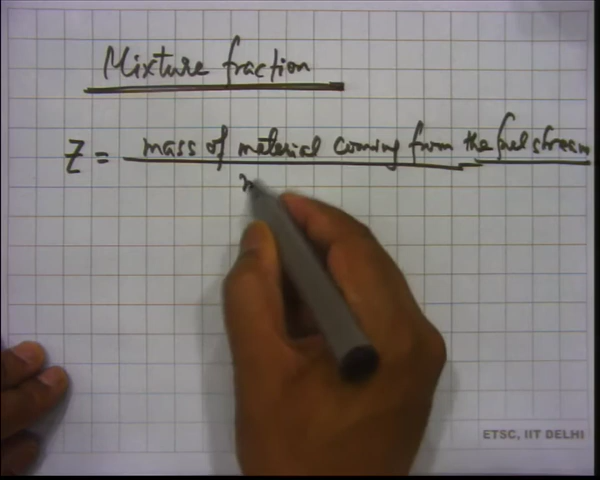 Mixture fraction
Z = mass of material coming from the fuel stream
m
ETSC, IIT DELHI